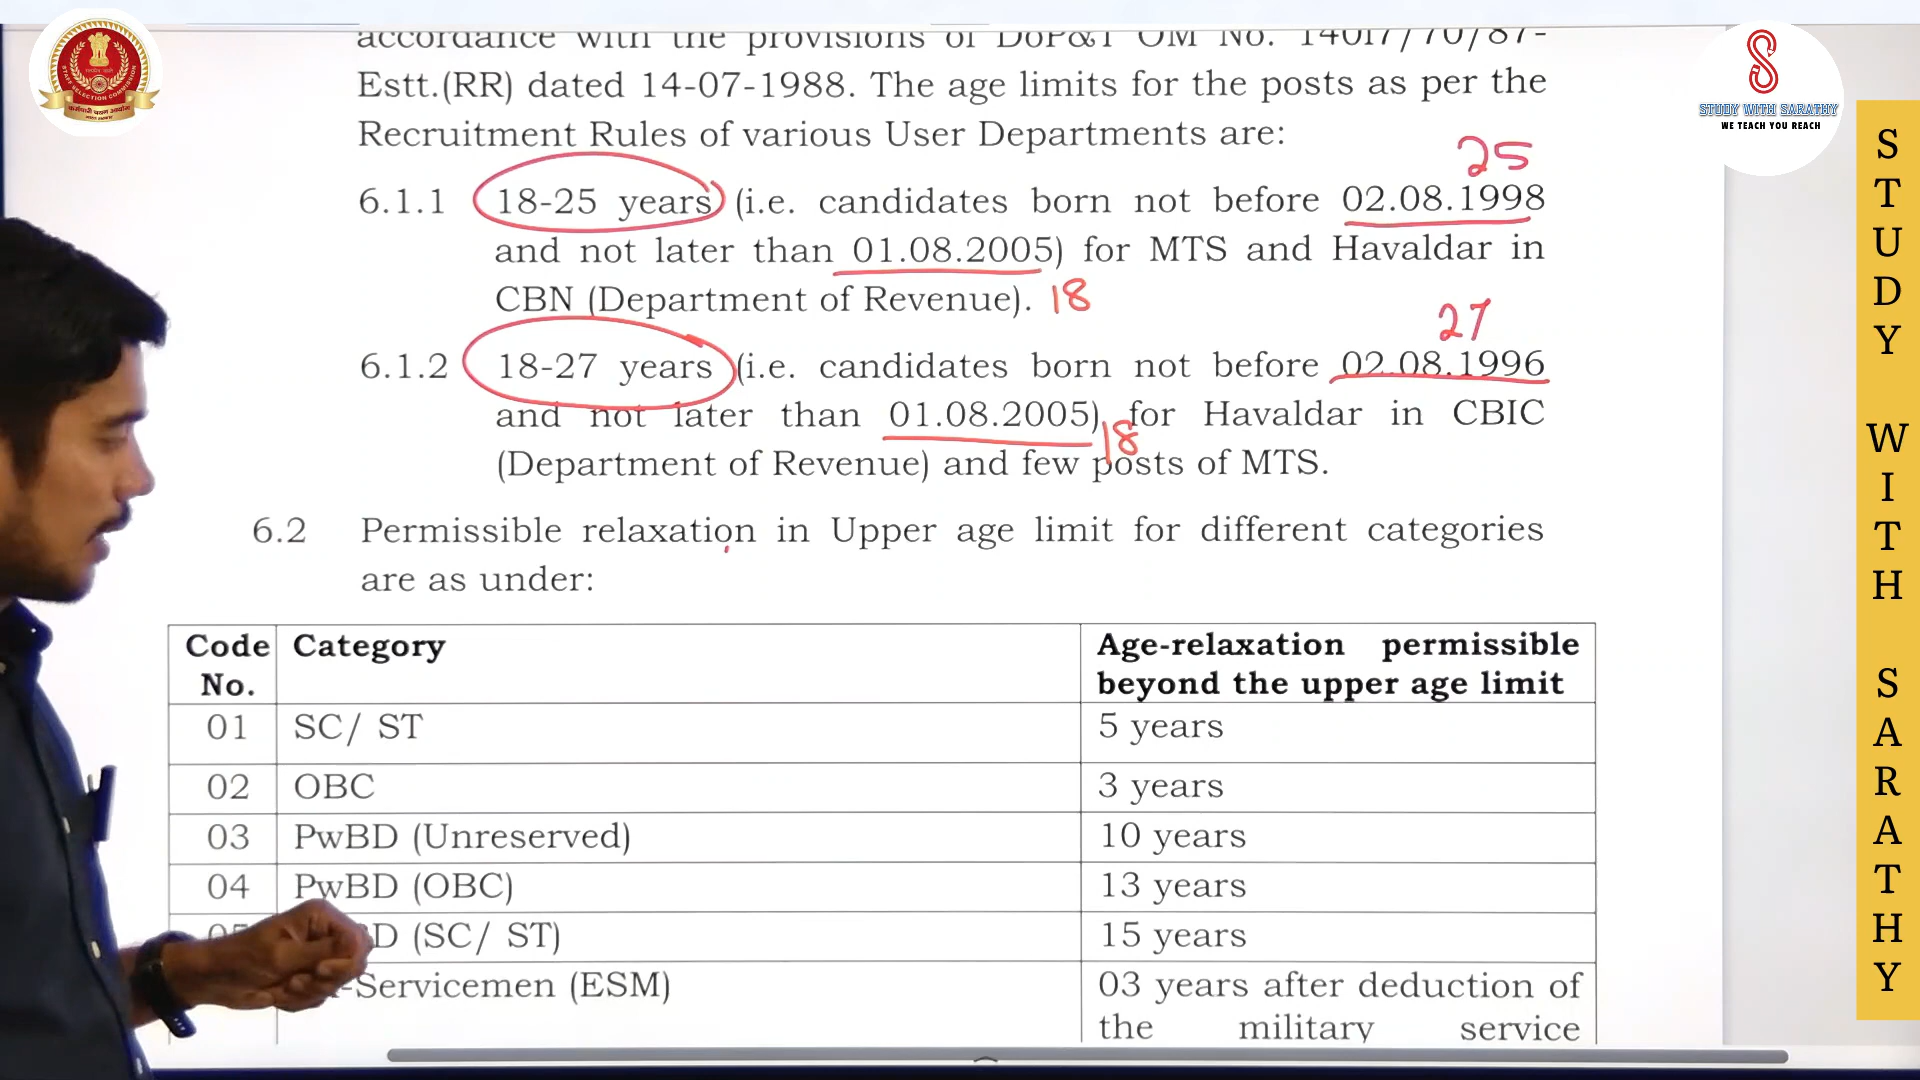 accordance with the provisions of DoP&T OM No. 14017/70/87-
Estt.(RR) dated 14-07-1988. The age limits for the posts as per the
Recruitment Rules of various User Departments are:
25
6.1.1 18-25 years (i.e. candidates born not before 02.08.1998
and not later than 01.08.2005) for MTS and Havaldar in
CBN (Department of Revenue). 18
27
6.1.2 18-27 years (i.e. candidates born not before 02.08.1996
and not later than 01.08.2005) for Havaldar in CBIC
18
(Department of Revenue) and few posts of MTS.
6.2 Permissible relaxation in Upper age limit for different categories
are as under:
Code No. Category Age-relaxation permissible beyond the upper age limit
01 SC/ ST 5 years
02 OBC 3 years
03 PwBD (Unreserved) 10 years
04 PwBD (OBC) 13 years
(SC/ ST) 15 years
-Servicemen (ESM) 03 years after deduction of
the military service
STUDY WITH SARATHY
WE TEACH YOU REACH
STUDY WITH SARATHY